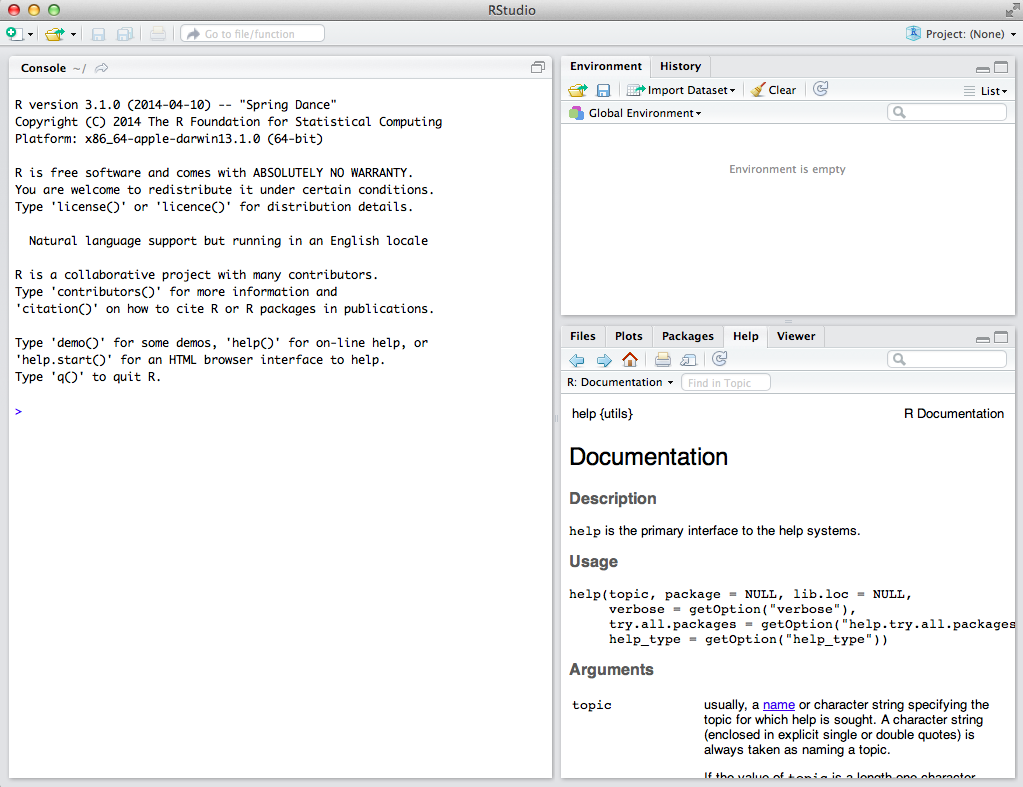 RStudio
Go to file/function
Project: (None)
Console ~/
R version 3.1.0 (2014-04-10) -- "Spring Dance"
Copyright (C) 2014 The R Foundation for Statistical Computing
Platform: x86_64-apple-darwin13.1.0 (64-bit)
R is free software and comes with ABSOLUTELY NO WARRANTY.
You are welcome to redistribute it under certain conditions.
Type 'license()' or 'licence()' for distribution details.
Natural language support but running in an English locale
R is a collaborative project with many contributors.
Type 'contributors()' for more information and
'citation()' on how to cite R or R packages in publications.
Type 'demo()' for some demos, 'help()' for on-line help, or
'help.start()' for an HTML browser interface to help.
Type 'q()' to quit R.
>
Environment History
Import Dataset Clear List
Global Environment
Environment is empty
Files Plots Packages Help Viewer
R: Documentation Find in Topic
help {utils} R Documentation
Documentation
Description
help is the primary interface to the help systems.
Usage
help(topic, package = NULL, lib.loc = NULL,
verbose = getOption("verbose"),
try.all.packages = getOption("help.try.all.packages
help_type = getOption("help_type"))
Arguments
topic usually, a name or character string specifying the
topic for which help is sought. A character string
(enclosed in explicit single or double quotes) is
always taken as naming a topic.
If the value of topic is a length-one character